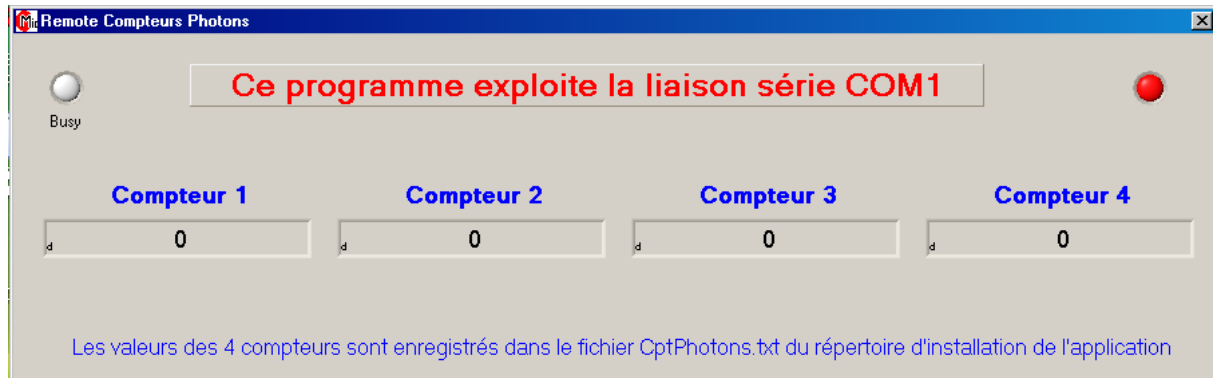 Remote Compteurs Photons
Ce programme exploite la liaison série COM1
Busy
Compteur 1 Compteur 2 Compteur 3 Compteur 4
d 0 d 0 d 0 d 0
Les valeurs des 4 compteurs sont enregistrés dans le fichier CptPhotons.txt du répertoire d'installation de l'application